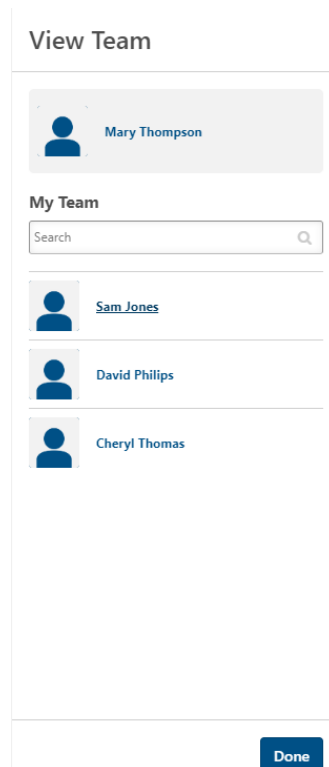 View Team
Mary Thompson
My Team
Search
Sam Jones
David Philips
Cheryl Thomas
Done